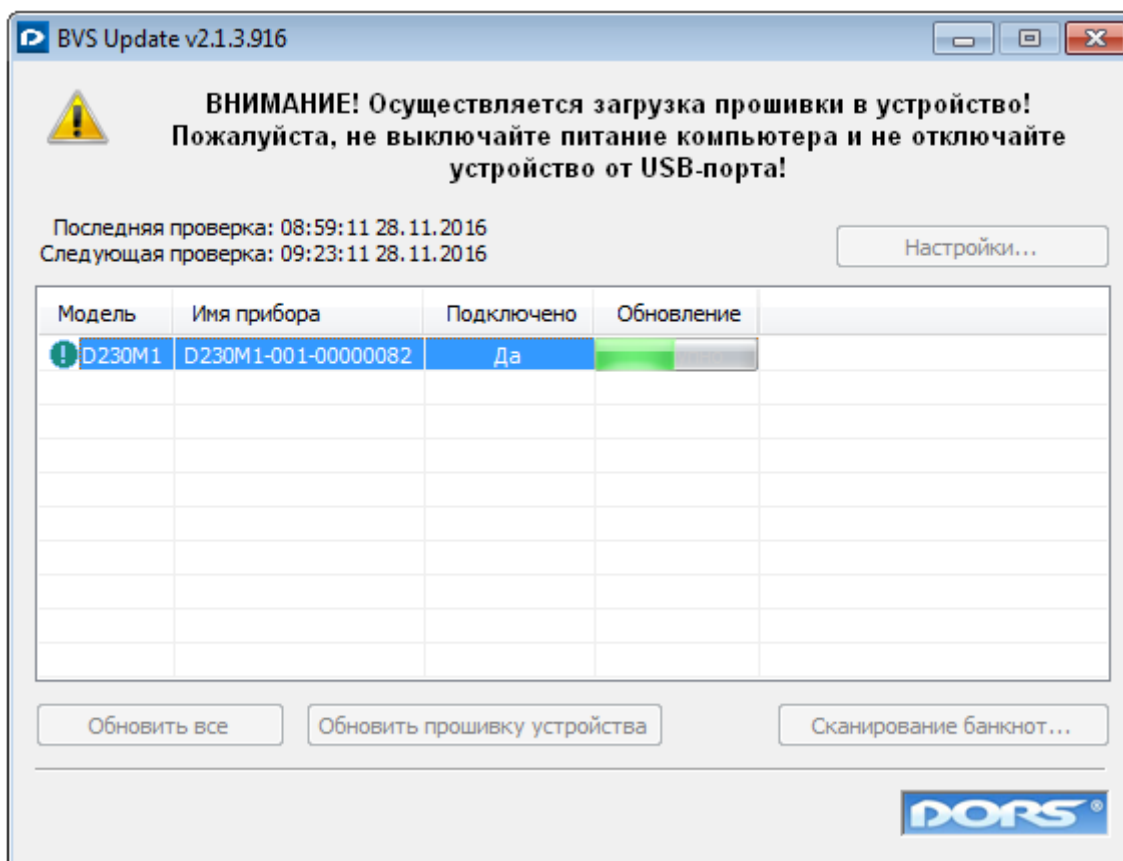 BVS Update v2.1.3.916
ВНИМАНИЕ! Осуществляется загрузка прошивки в устройство!
Пожалуйста, не выключайте питание компьютера и не отключайте
устройство от USB-порта!
Последняя проверка: 08:59:11 28.11.2016
Следующая проверка: 09:23:11 28.11.2016
Настройки...
Модель Имя прибора Подключено Обновление
D230M1 D230M1-001-00000082 Да
Обновить все Обновить прошивку устройства Сканирование банкнот...
DORS®